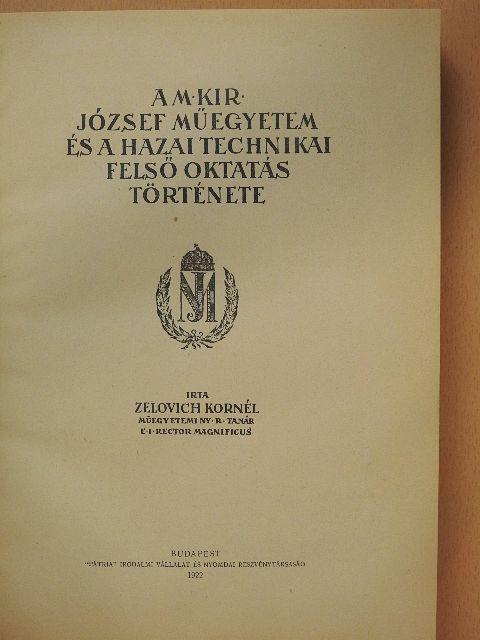 A M·KIR·
JÓZSEF MŰEGYETEM
ÉS A HAZAI TECHNIKAI
FELSŐ OKTATÁS
TÖRTÉNETE
JM
IRTA
ZELOVICH KORNÉL
MŰEGYETEMI NY·R·TANÁR
E·I·RECTOR MAGNIFICUS
BUDAPEST
"PÁTRIA" IRODALMI VÁLLALAT ÉS NYOMDAI RÉSZVÉNYTÁRSASÁG
1922